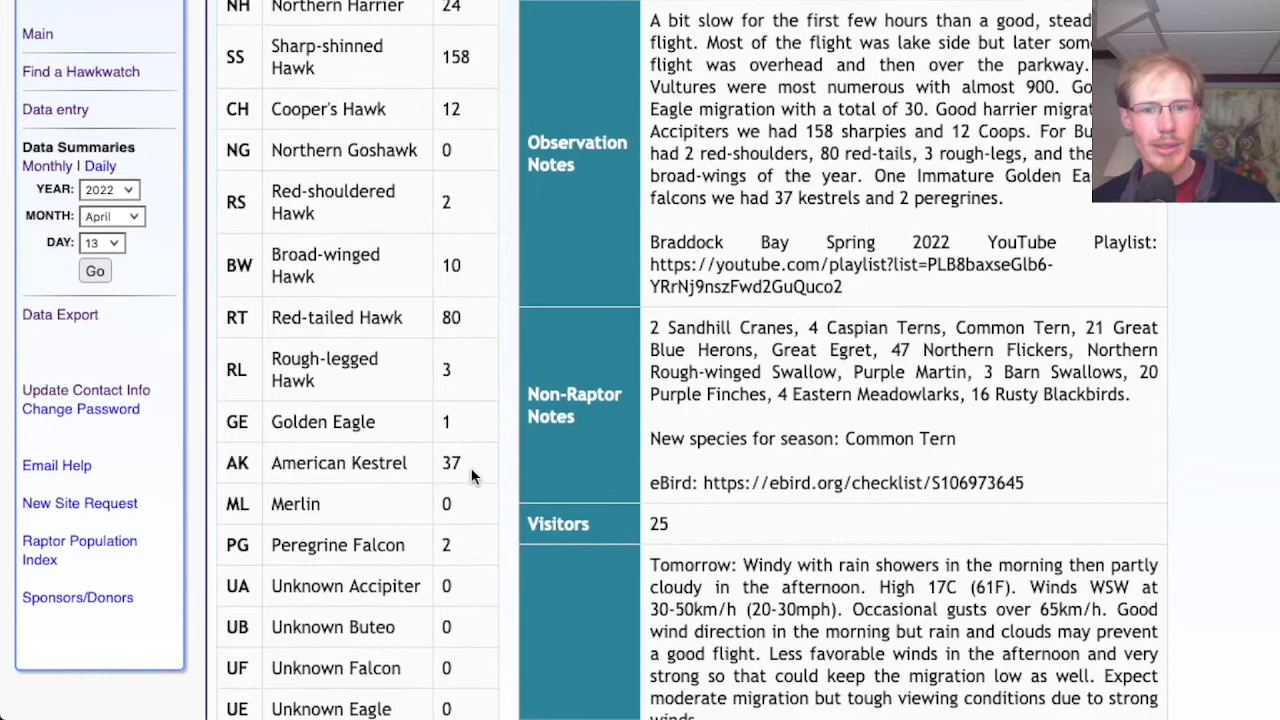 Main
Find a Hawkwatch
Data entry
Data Summaries
Monthly | Daily
YEAR: 2022
MONTH: April
DAY: 13
Go
Data Export
Update Contact Info
Change Password
Email Help
New Site Request
Raptor Population
Index
Sponsors/Donors
NH Northern Harrier 24
SS Sharp-shinned
Hawk 158
CH Cooper's Hawk 12
NG Northern Goshawk 0
RS Red-shouldered
Hawk 2
BW Broad-winged
Hawk 10
RT Red-tailed Hawk 80
RL Rough-legged
Hawk 3
GE Golden Eagle 1
AK American Kestrel 37
ML Merlin 0
PG Peregrine Falcon 2
UA Unknown Accipiter 0
UB Unknown Buteo 0
UF Unknown Falcon 0
UE Unknown Eagle 0
Observation
Notes
A bit slow for the first few hours than a good, stead
flight. Most of the flight was lake side but later som
flight was overhead and then over the parkway.
Vultures were most numerous with almost 900. Go
Eagle migration with a total of 30. Good harrier migrat
Accipiters we had 158 sharpies and 12 Coops. For Bu
had 2 red-shoulders, 80 red-tails, 3 rough-legs, and the
broad-wings of the year. One Immature Golden Ea
falcons we had 37 kestrels and 2 peregrines.
Braddock Bay Spring 2022 YouTube Playlist:
https://youtube.com/playlist?list=PLB8baxseGlb6-
YRrNj9nszFwd2GuQuco2
Non-Raptor
Notes
2 Sandhill Cranes, 4 Caspian Terns, Common Tern, 21 Great
Blue Herons, Great Egret, 47 Northern Flickers, Northern
Rough-winged Swallow, Purple Martin, 3 Barn Swallows, 20
Purple Finches, 4 Eastern Meadowlarks, 16 Rusty Blackbirds.
New species for season: Common Tern
eBird: https://ebird.org/checklist/S106973645
Visitors 25
Tomorrow: Windy with rain showers in the morning then partly
cloudy in the afternoon. High 17C (61F). Winds WSW at
30-50km/h (20-30mph). Occasional gusts over 65km/h. Good
wind direction in the morning but rain and clouds may prevent
a good flight. Less favorable winds in the afternoon and very
strong so that could keep the migration low as well. Expect
moderate migration but tough viewing conditions due to strong
winds.